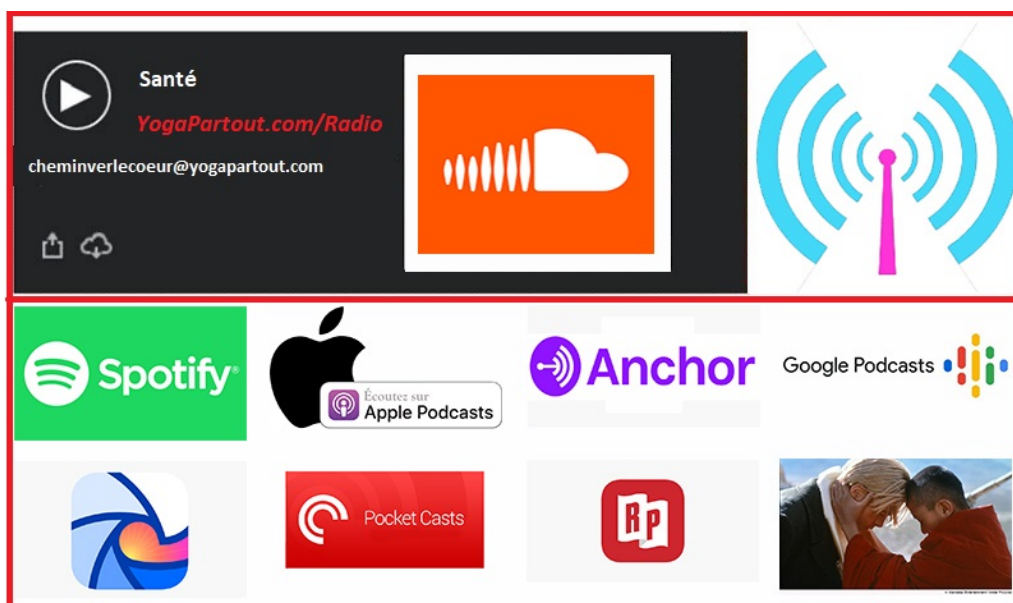 Santé
YogaPartout.com/Radio
cheminverlecoeur@yogapartout.com
Spotify®
Écoutez sur
Apple Podcasts
Anchor
Google Podcasts
Pocket Casts
RP